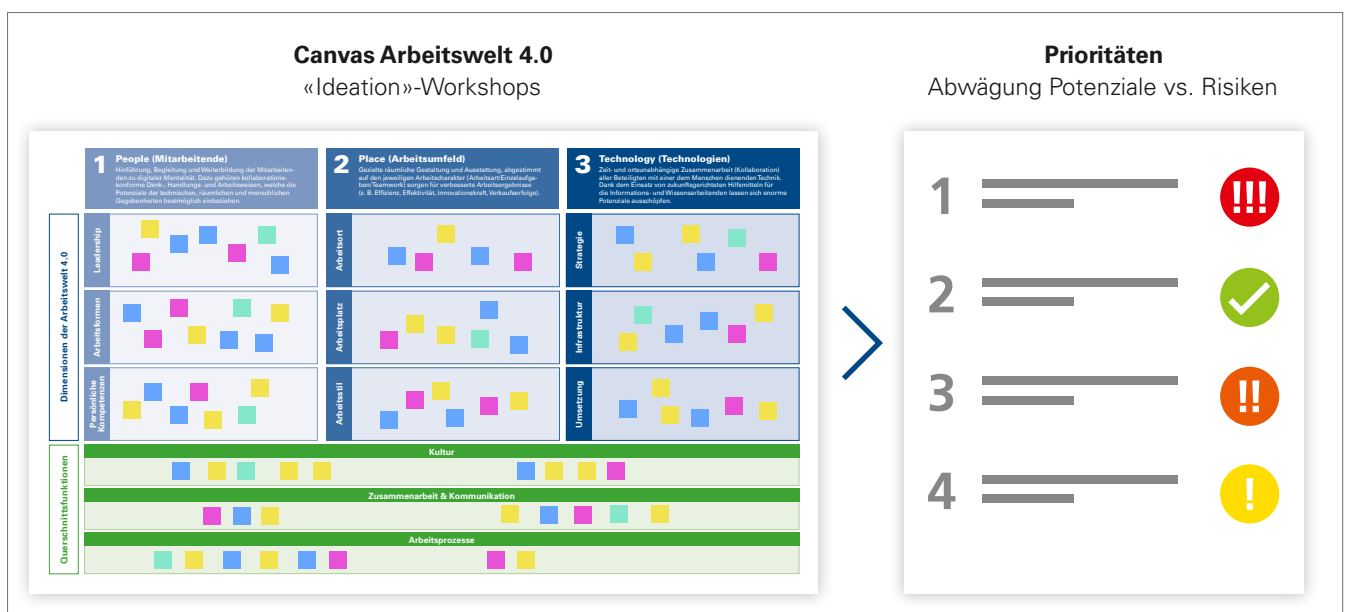 Canvas Arbeitswelt 4.0
«Ideation»-Workshops
Prioritäten
Abwägung Potenziale vs. Risiken
1
People (Mitarbeitende)
Hinführung, Begleitung und Weiterbildung der Mitarbeiten-
den zu digitaler Mentalität. Dazu gehören kollaborations-
konforme Denk-, Handlungs- und Arbeitsweisen, welche die
Potenziale der technischen, räumlichen und menschlichen
Gegebenheiten bestmöglich einbeziehen.
2
Place (Arbeitsumfeld)
Gezielte räumliche Gestaltung und Ausstattung, abgestimmt
auf den jeweiligen Arbeitscharakter (Arbeitsart/Einzelaufga-
ben/Teamwork) sorgen für verbesserte Arbeitsergebnisse
(z. B. Effizienz, Effektivität, Innovationskraft, Verkaufserfolge).
3
Technology (Technologien)
Zeit- und ortsunabhängige Zusammenarbeit (Kollaboration)
aller Beteiligten mit einer dem Menschen dienenden Technik.
Dank dem Einsatz von zukunftsgerichteten Hilfsmitteln für
die Informations- und Wissensarbeitenden lassen sich enorme
Potenziale ausschöpfen.
Dimensionen der Arbeitswelt 4.0
Leadership
Arbeitsort
Strategie
Arbeitsformen
Arbeitsplatz
Infrastruktur
Persönliche
Kompetenzen
Arbeitsstil
Umsetzung
Querschnittsfunktionen
Kultur
Zusammenarbeit & Kommunikation
Arbeitsprozesse
1
!!!
2
3
!!
4
!